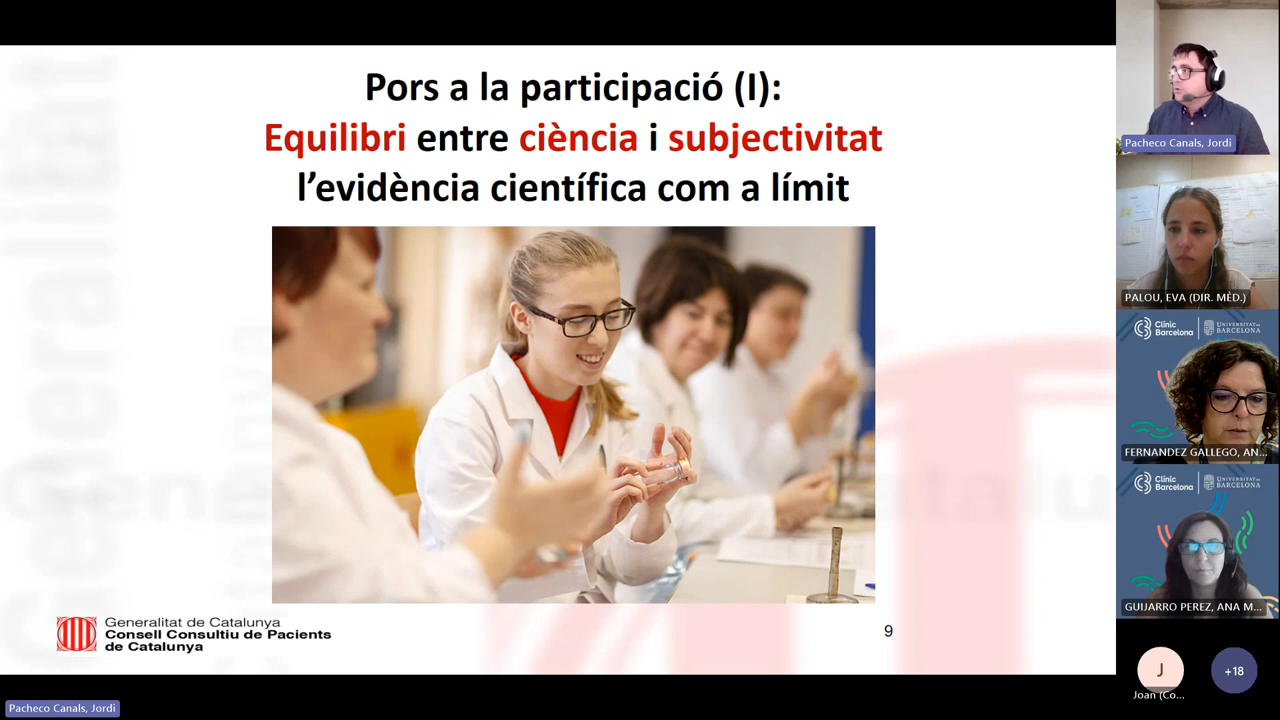 Pors a la participació (I):
Equilibri entre ciència i subjectivitat
l'evidència científica com a límit
Generalitat de Catalunya
Consell Consultiu de Pacients
de Catalunya
9
Pacheco Canals, Jordi
Pacheco Canals, Jordi
PALOU, EVA (DIR. MÈD.)
Clínic
Barcelona
UNIVERSITAT DE
BARCELONA
FERNANDEZ GALLEGO, AN...
Clínic
Barcelona
UNIVERSITAT DE
BARCELONA
GUIJARRO PEREZ, ANA M...
J
Joan (Co...
+18